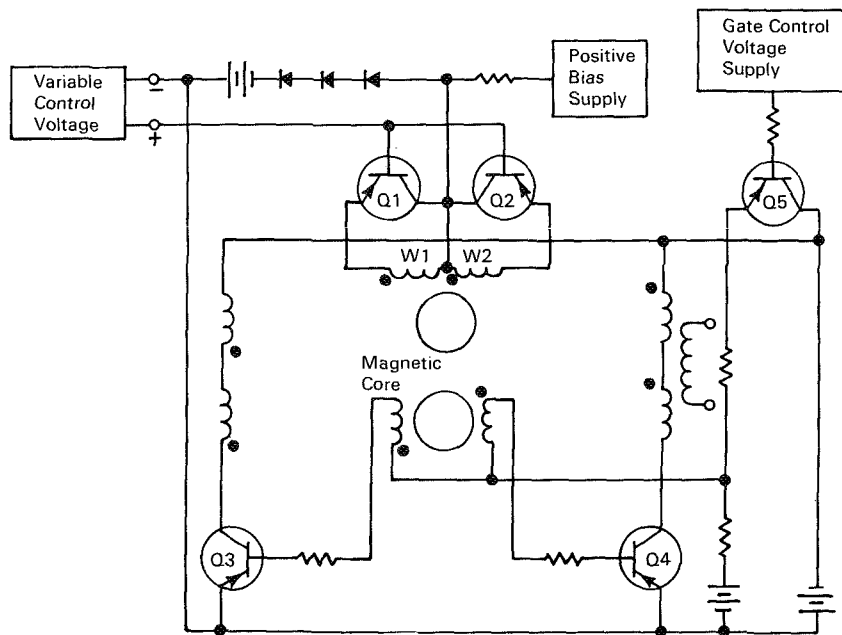 Variable
Control
Voltage
−
+
Positive
Bias
Supply
Gate Control
Voltage
Supply
Q1
Q2
Q5
W1
W2
Magnetic
Core
Q3
Q4